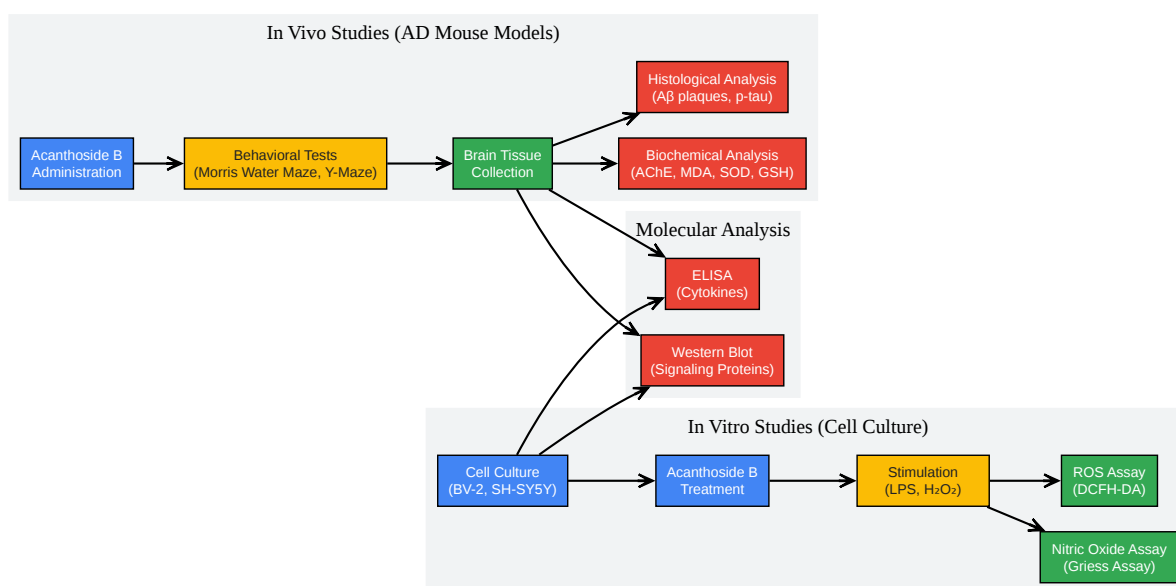 In Vivo Studies (AD Mouse Models)
Histological Analysis
(Aβ plaques, p-tau)
Acanthoside B
Administration
Behavioral Tests
(Morris Water Maze, Y-Maze)
Brain Tissue
Collection
Biochemical Analysis
(AChE, MDA, SOD, GSH)
Molecular Analysis
ELISA
(Cytokines)
Western Blot
(Signaling Proteins)
In Vitro Studies (Cell Culture)
Cell Culture
(BV-2, SH-SY5Y)
Acanthoside B
Treatment
Stimulation
(LPS, H₂O₂)
ROS Assay
(DCFH-DA)
Nitric Oxide Assay
(Griess Assay)